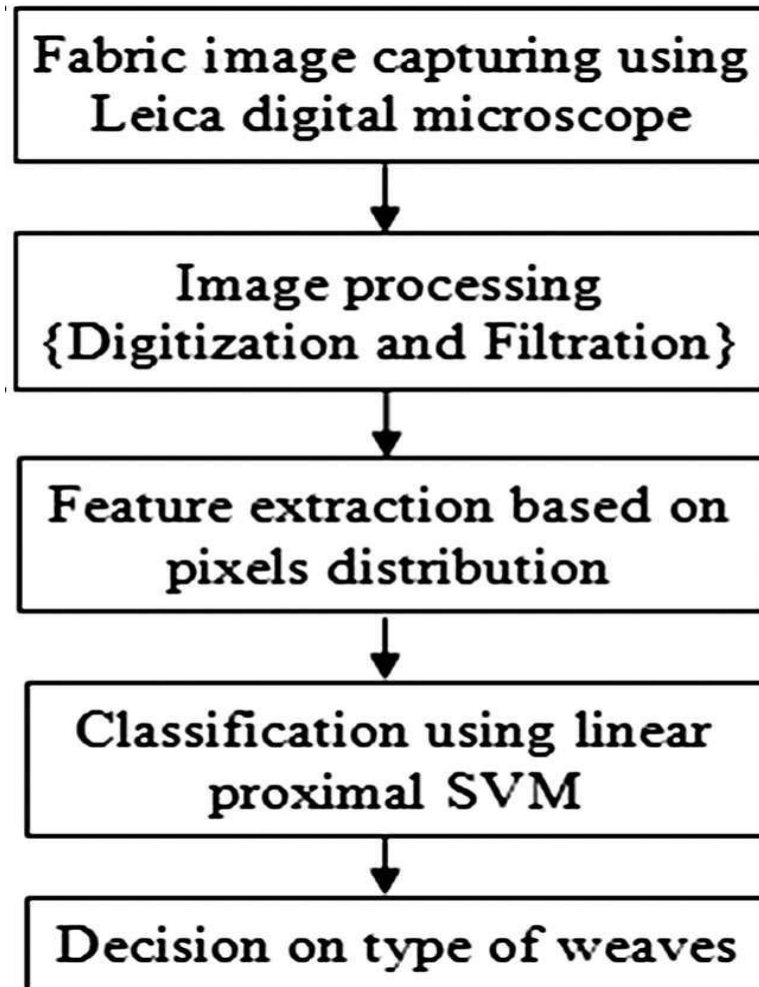 Fabric image capturing using
Leica digital microscope
Image processing
{Digitization and Filtration}
Feature extraction based on
pixels distribution
Classification using linear
proximal SVM
Decision on type of weaves